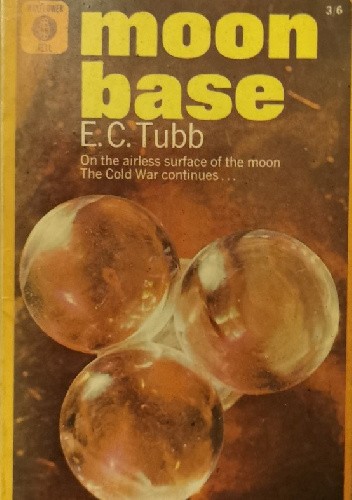 3/6
moon
base
E.C.Tubb
On the airless surface of the moon
The Cold War continues...